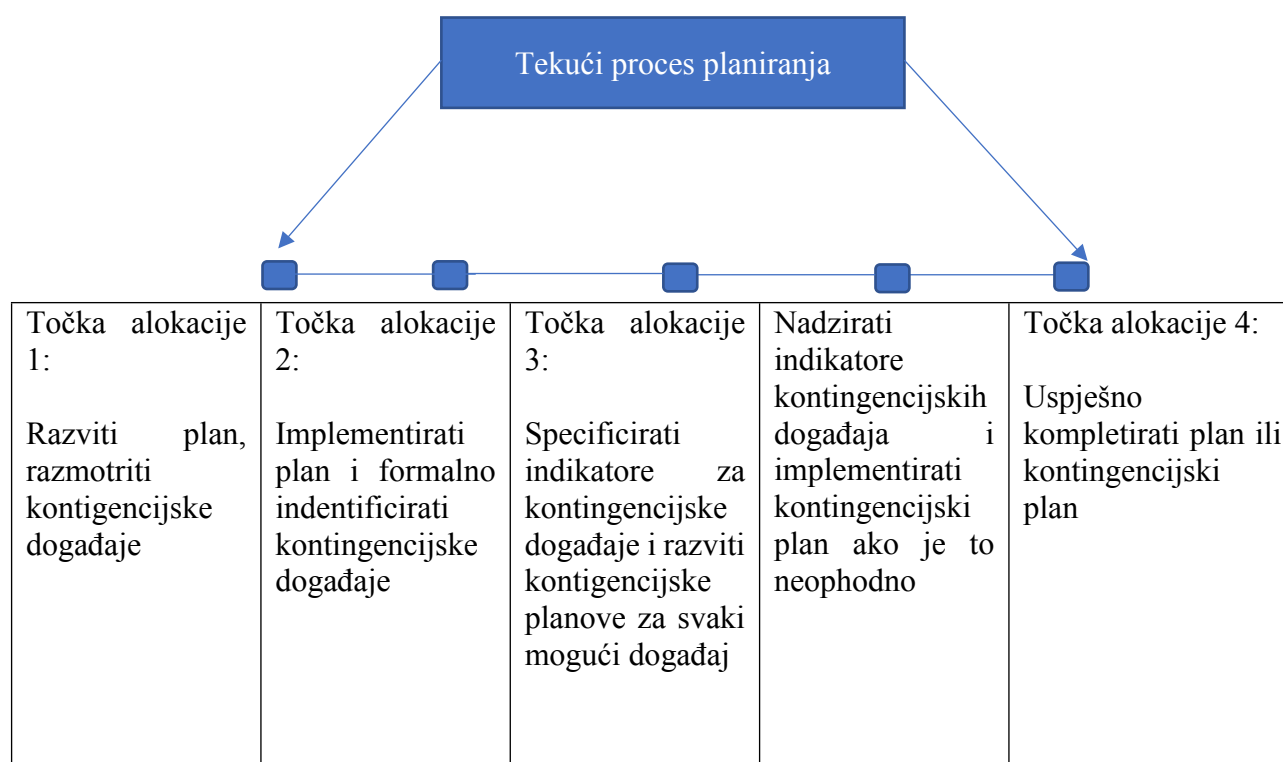 Tekući proces planiranja
Točka alokacije
1:
Razviti plan,
razmotriti
kontigencijske
događaje
Točka alokacije
2:
Implementirati
plan i formalno
indentificirati
kontingencijske
događaje
Točka alokacije
3:
Specificirati
indikatore za
kontingencijske
događaje i razviti
kontigencijske
planove za svaki
mogući događaj
Nadzirati
indikatore
kontingencijskih
događaja i
implementirati
kontingencijski
plan ako je to
neophodno
Točka alokacije 4:
Uspješno
kompletirati plan ili
kontingencijski
plan